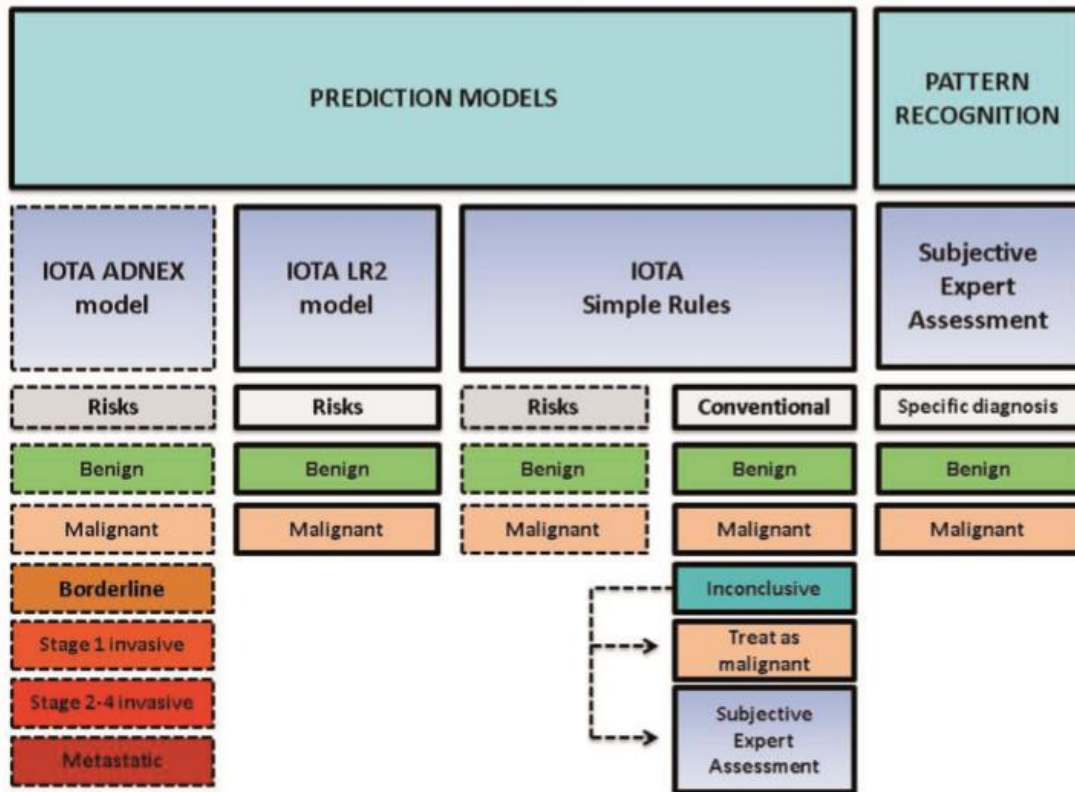 PREDICTION MODELS
PATTERN
RECOGNITION
IOTA ADNEX
model
IOTA LR2
model
IOTA
Simple Rules
Subjective
Expert
Assessment
Risks
Risks
Risks
Conventional
Specific diagnosis
Benign
Benign
Benign
Benign
Benign
Malignant
Malignant
Malignant
Malignant
Malignant
Borderline
Inconclusive
Stage 1 invasive
Treat as
malignant
Stage 2-4 invasive
Subjective
Expert
Assessment
Metastatic